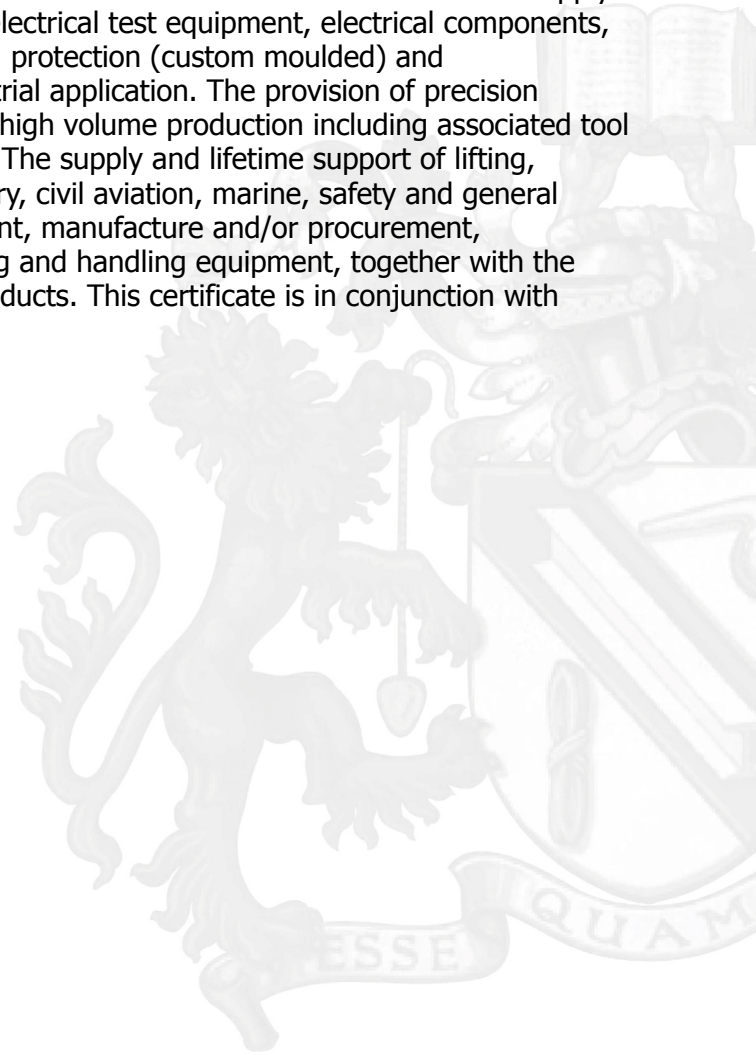 electrical test equipment, electrical components,
protection (custom moulded) and
trial application. The provision of precision
high volume production including associated tool
The supply and lifetime support of lifting,
ry, civil aviation, marine, safety and general
nt, manufacture and/or procurement,
g and handling equipment, together with the
ducts. This certificate is in conjunction with
ESSE
QUAM